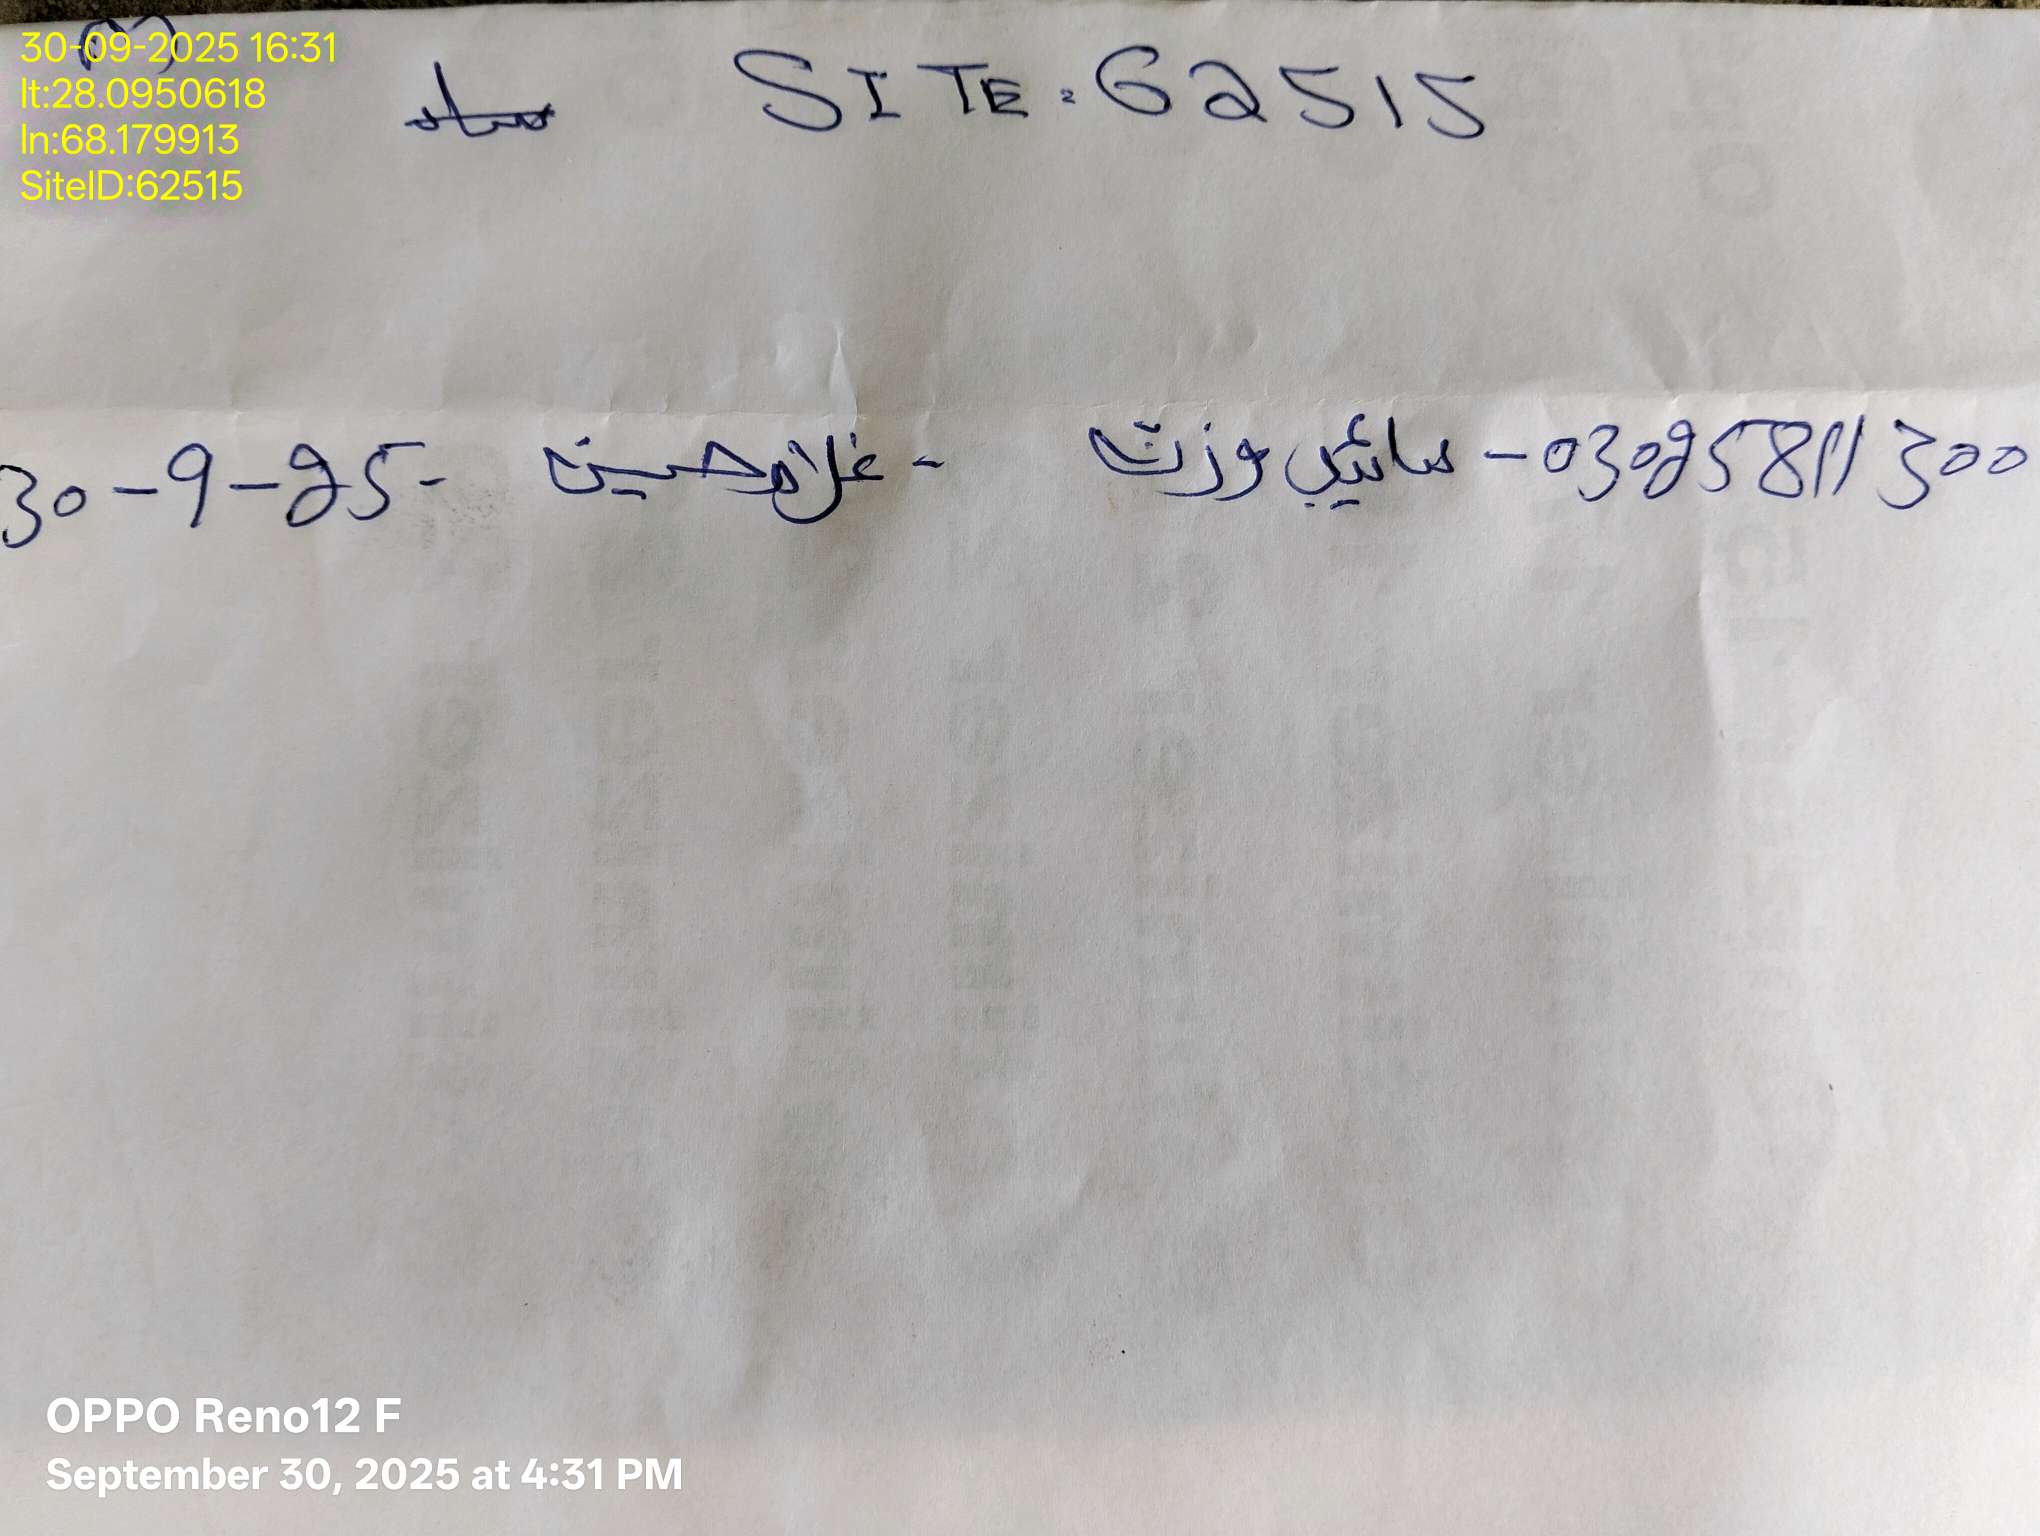 30-09-2025 16:31
lt:28.0950618
ln:68.179913
SiteID:62515
SITE: 62515
30-9-25- غلام حسین - سائیٹ وزٹ - 03025811300
OPPO Reno12 F
September 30, 2025 at 4:31 PM